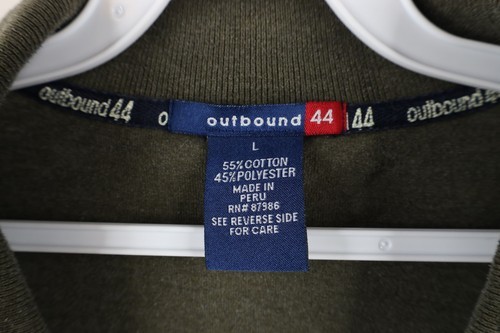 outbound 44 O outbound 44 44 outbound 44
L
55% COTTON
45% POLYESTER
MADE IN
PERU
RN# 87986
SEE REVERSE SIDE
FOR CARE